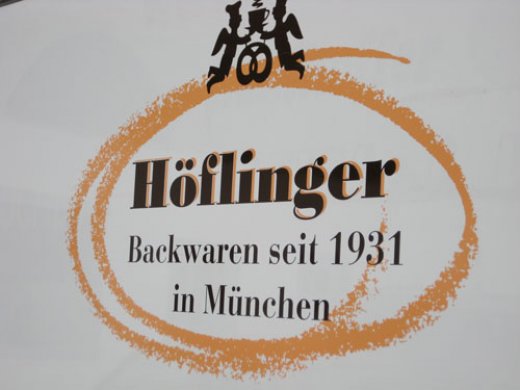 Höflinger
Backwaren seit 1931
in München